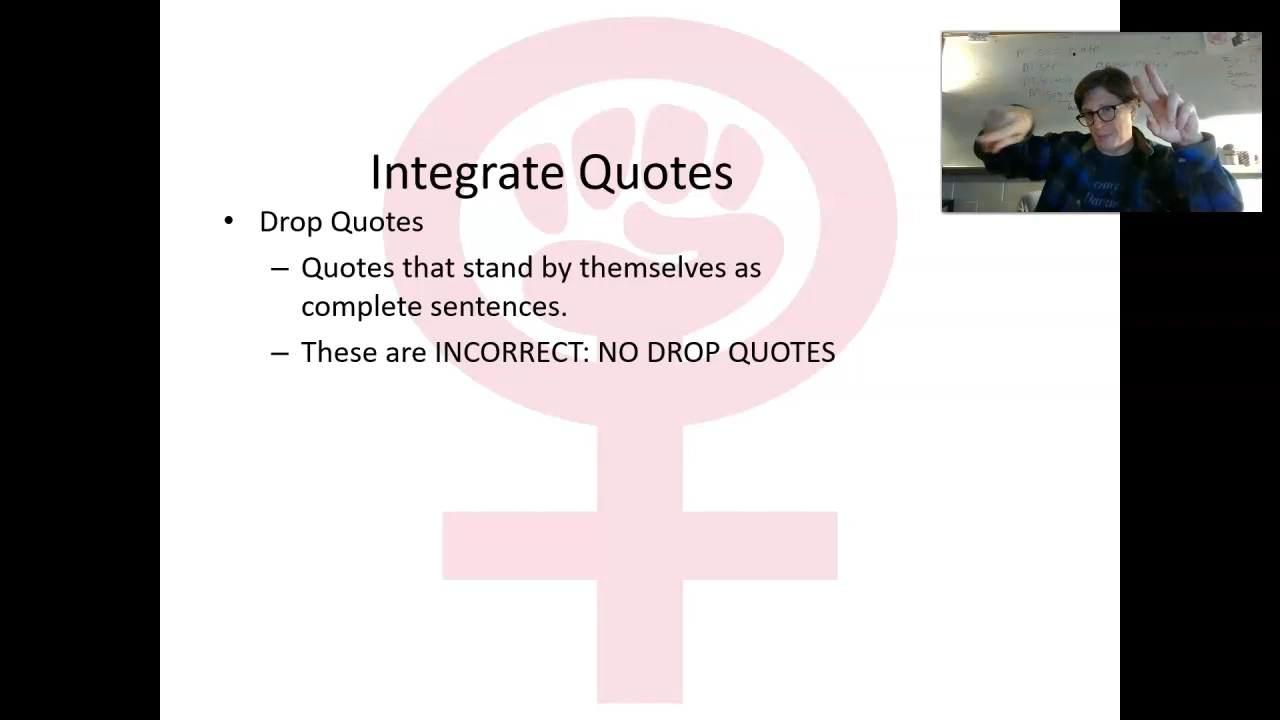 Integrate Quotes
• Drop Quotes
– Quotes that stand by themselves as
complete sentences.
– These are INCORRECT: NO DROP QUOTES